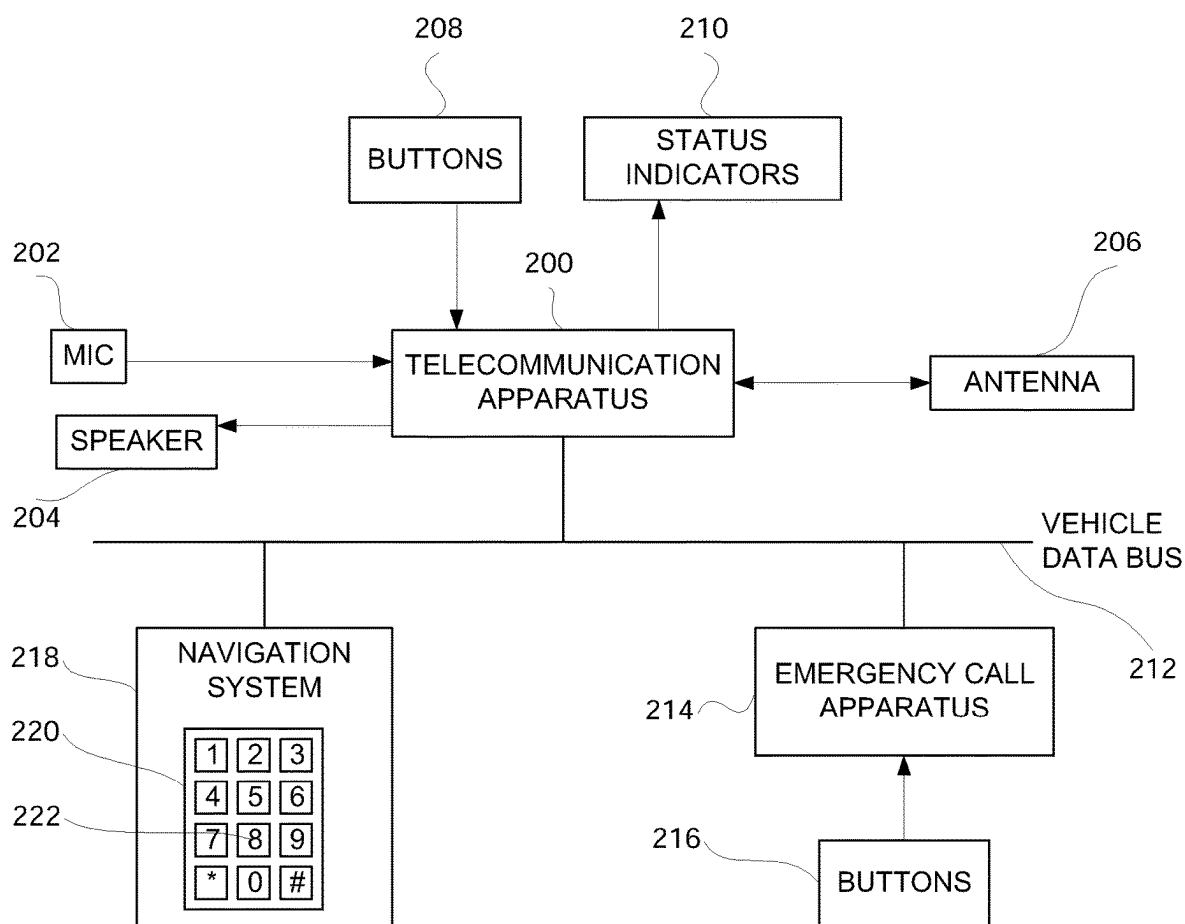 208
210
BUTTONS
STATUS
INDICATORS
202
200
206
MIC
TELECOMMUNICATION
APPARATUS
ANTENNA
SPEAKER
204
VEHICLE
DATA BUS
218
NAVIGATION
SYSTEM
212
EMERGENCY CALL
APPARATUS
214
220
1 2 3
4 5 6
222
7 8 9
* 0 #
216
BUTTONS